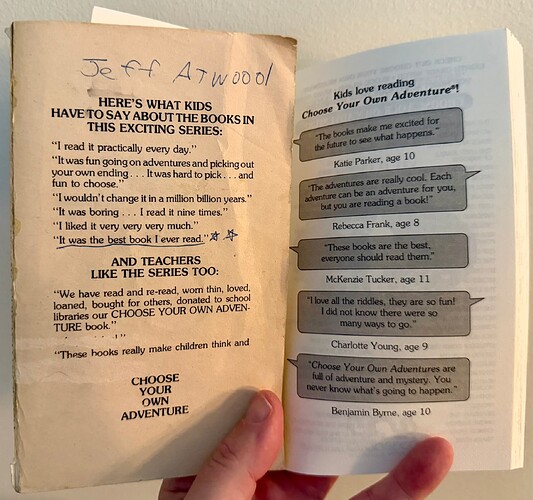 Jeff Atwood
HERE'S WHAT KIDS
HAVE TO SAY ABOUT THE BOOKS IN
THIS EXCITING SERIES:
"I read it practically every day."
"It was fun going on adventures and picking out
your own ending . . . It was hard to pick . . . and
fun to choose."
"I wouldn't change it in a million billion years."
"It was boring . . . I read it nine times."
"I liked it very very very much."
"It was the best book I ever read."
AND TEACHERS
LIKE THE SERIES TOO:
"We have read and re-read, worn thin, loved,
loaned, bought for others, donated to school
libraries our CHOOSE YOUR OWN ADVEN-
TURE book."
"These books really make children think and
CHOOSE
YOUR
OWN
ADVENTURE
Kids love reading
Choose Your Own Adventure®!
"The books make me excited for
the future to see what happens."
Katie Parker, age 10
"The adventures are really cool. Each
adventure can be an adventure for you,
but you are reading a book!"
Rebecca Frank, age 8
"These books are the best,
everyone should read them."
McKenzie Tucker, age 11
"I love all the riddles, they are so fun!
I did not know there were so
many ways to go."
Charlotte Young, age 9
"Choose Your Own Adventures are
full of adventure and mystery. You
never know what's going to happen."
Benjamin Byrne, age 10